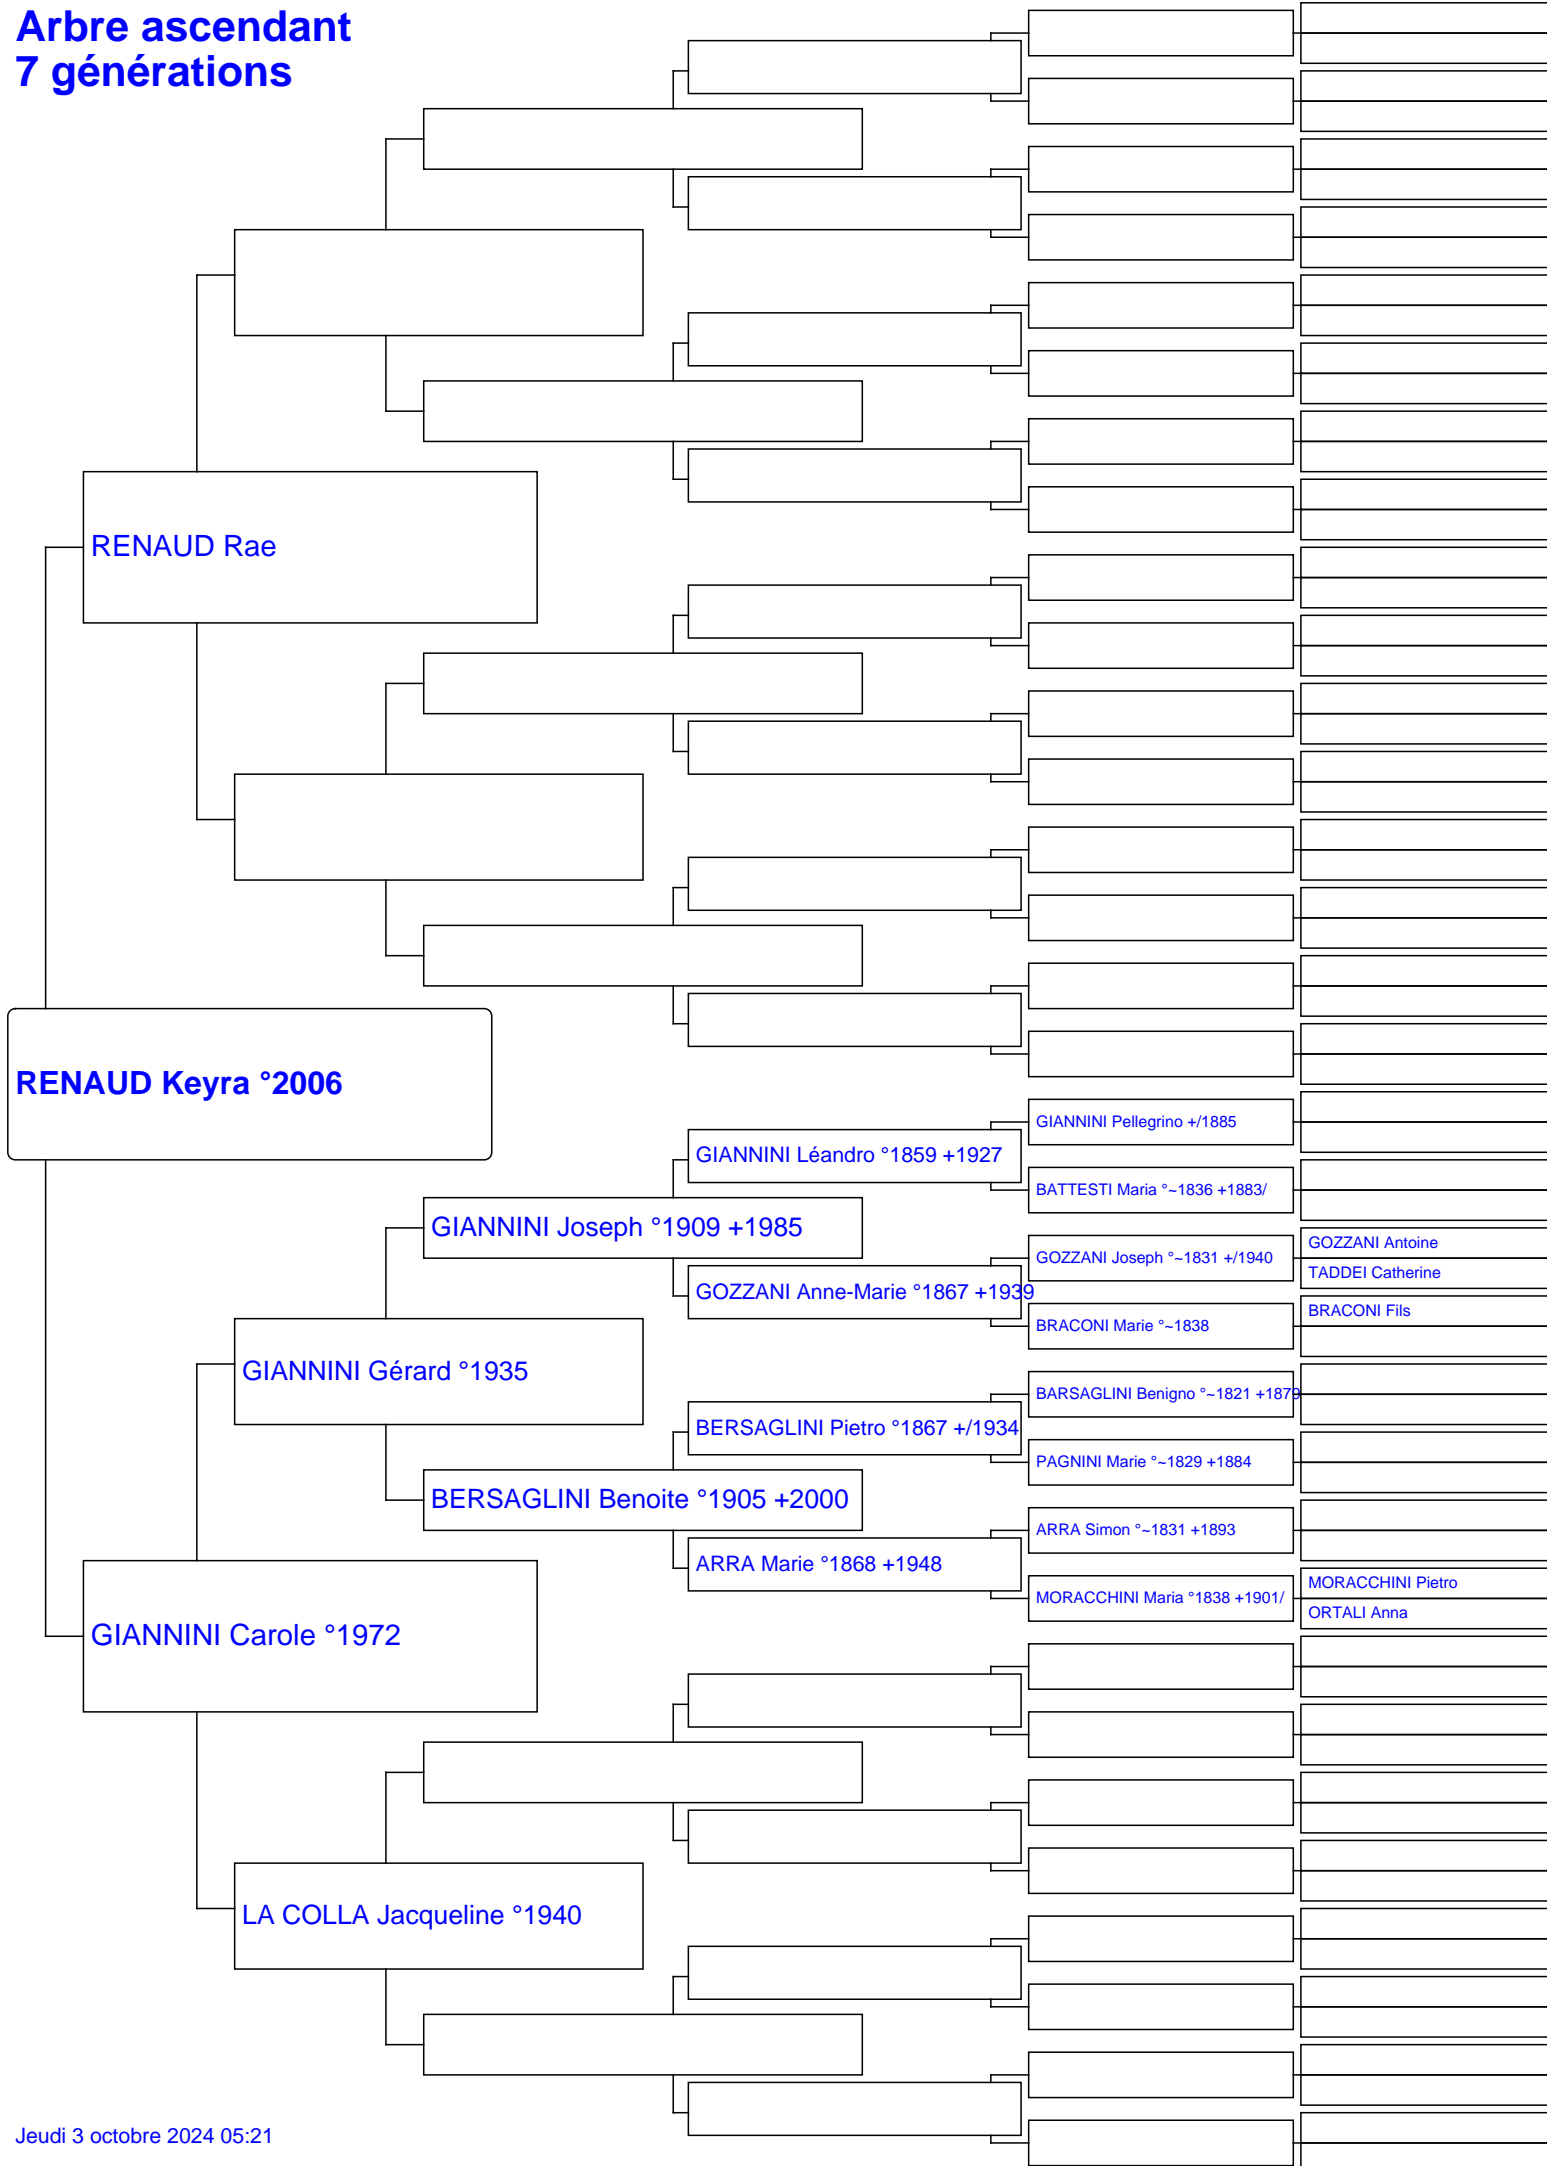 Arbre ascendant
7 générations
RENAUD Rae
RENAUD Keyra °2006
GIANNINI Pellegrino +/1885
GIANNINI Léandro °1859 +1927
BATTESTI Maria °~1836 +1883/
GIANNINI Joseph °1909 +1985
GOZZANI Antoine
GOZZANI Joseph °~1831 +/1940
TADDEI Catherine
GOZZANI Anne-Marie °1867 +1939
BRACONI Fils
BRACONI Marie °~1838
GIANNINI Gérard °1935
BARSAGLINI Benigno °~1821 +1879
BERSAGLINI Pietro °1867 +/1934
PAGNINI Marie °~1829 +1884
BERSAGLINI Benoite °1905 +2000
ARRA Simon °~1831 +1893
ARRA Marie °1868 +1948
MORACCHINI Pietro
MORACCHINI Maria °1838 +1901/
ORTALI Anna
GIANNINI Carole °1972
LA COLLA Jacqueline °1940
Jeudi 3 octobre 2024 05:21